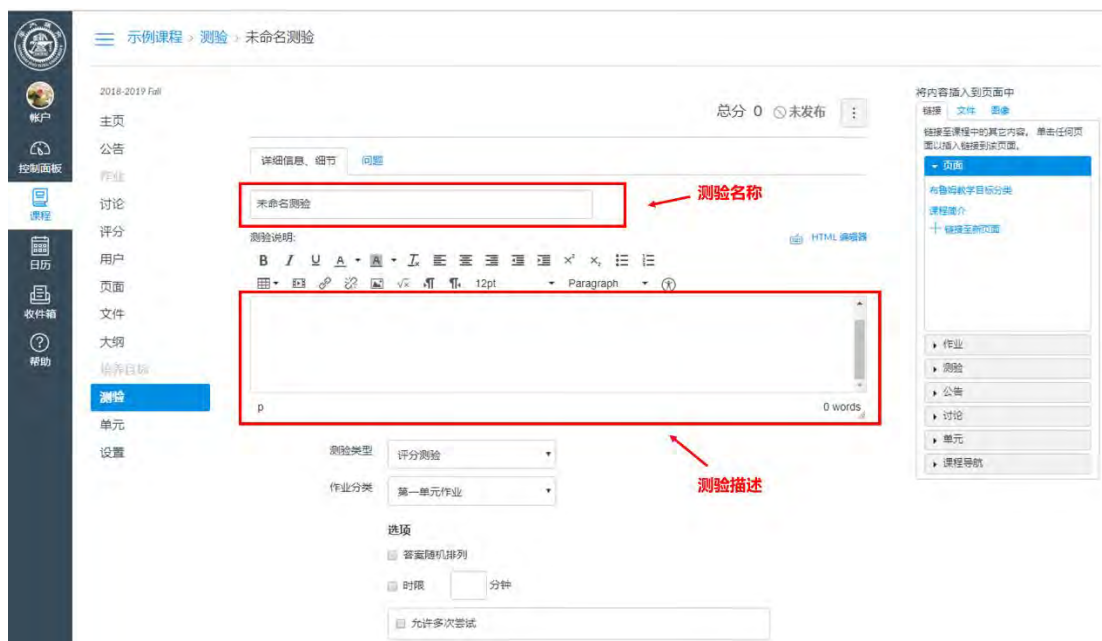 示例课程 › 测验 › 未命名测验
帐户
控制面板
课程
日历
收件箱
帮助
2018-2019 Fall
主页
公告
作业
讨论
评分
用户
页面
文件
大纲
培养目标
测验
单元
设置
总分 0 未发布
详细信息、细节 问题
未命名测验
测验名称
测验说明:
HTML 编辑器
B I U A A
12pt Paragraph
p 0 words
测验描述
测验类型 评分测验
作业分类 第一单元作业
选项
答案随机排列
时限 分钟
允许多次尝试
将内容插入到页面中
链接 文件 图像
链接至课程中的其它内容。 单击任何页
面以插入链接到该页面。
页面
布鲁姆教学目标分类
课程简介
链接至新页面
作业
测验
公告
讨论
单元
课程导航